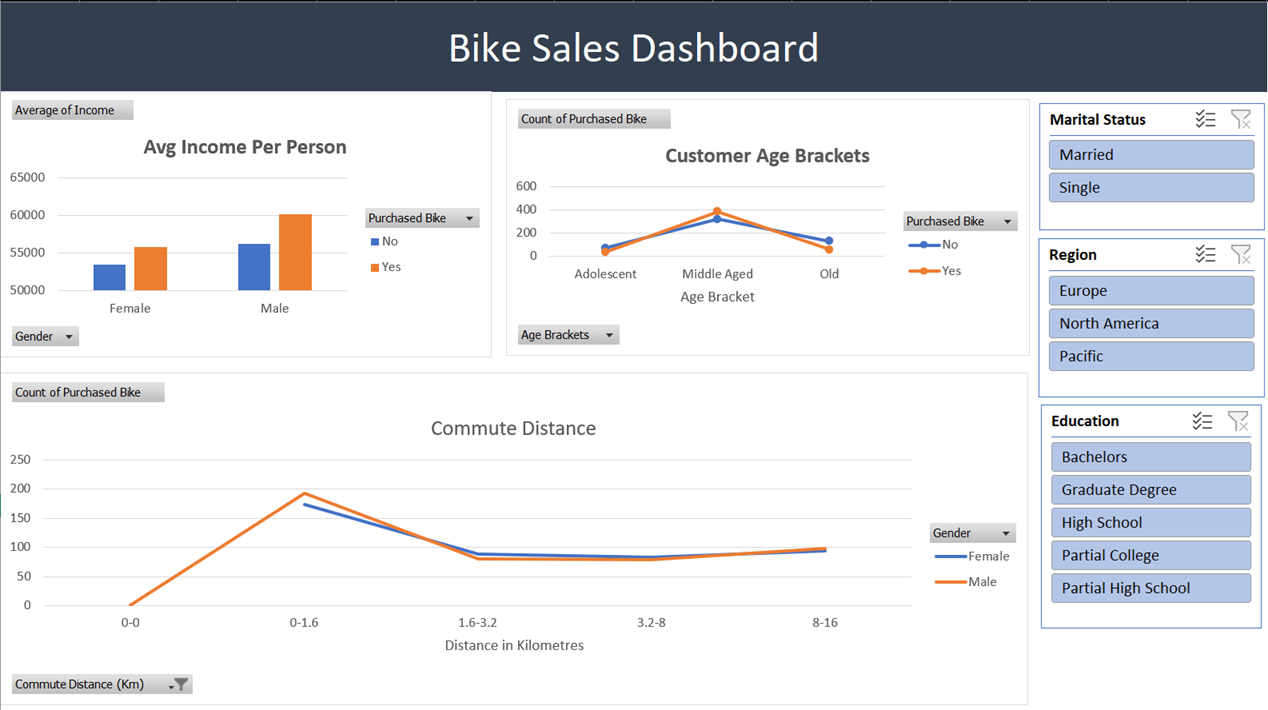 Bike Sales Dashboard
Average of Income
Avg Income Per Person
65000
60000
55000
50000
Female
Male
Purchased Bike
No
Yes
Gender
Count of Purchased Bike
Customer Age Brackets
600
400
200
0
Adolescent
Middle Aged
Old
Age Bracket
Purchased Bike
No
Yes
Age Brackets
Marital Status
Married
Single
Region
Europe
North America
Pacific
Education
Bachelors
Graduate Degree
High School
Partial College
Partial High School
Count of Purchased Bike
Commute Distance
250
200
150
100
50
0
0-0
0-1.6
1.6-3.2
3.2-8
8-16
Distance in Kilometres
Gender
Female
Male
Commute Distance (Km)